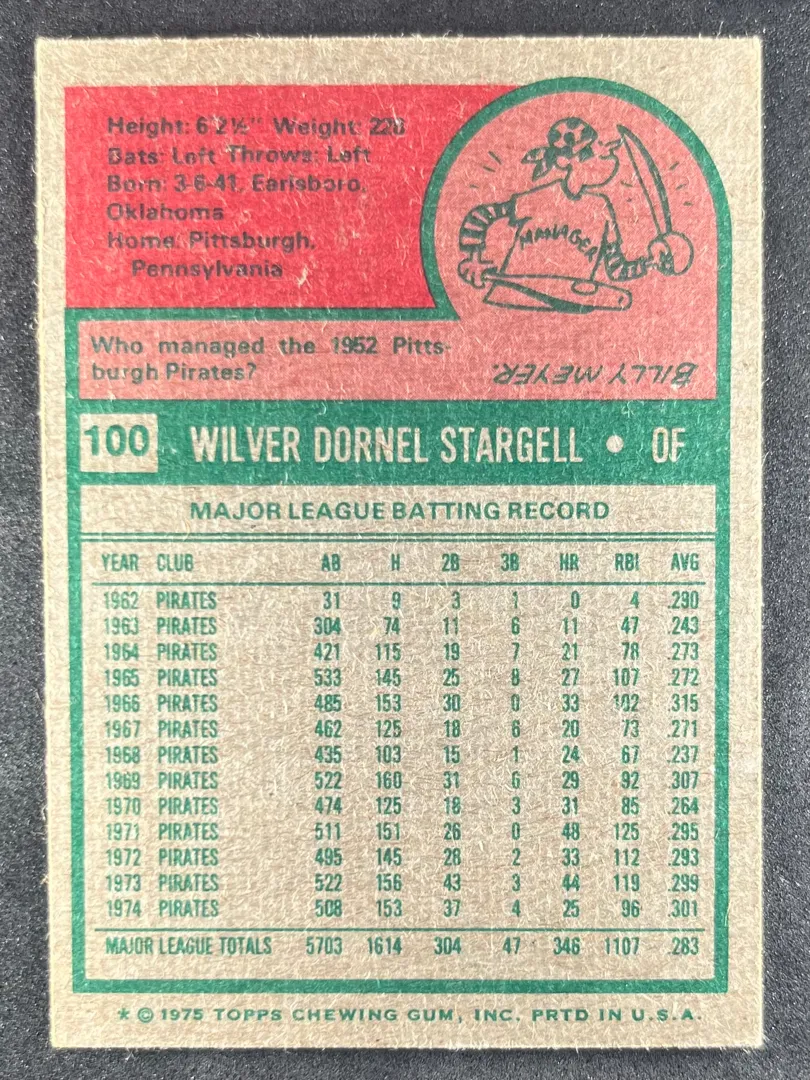 Height: 6'2½" Weight: 228
Bats: Left Throws: Left
Born: 3-6-41, Earlsboro,
Oklahoma
Home: Pittsburgh,
Pennsylvania
MANAGER
Who managed the 1952 Pitts-
burgh Pirates?
BILLY MEYER.
100 WILVER DORNEL STARGELL • OF
MAJOR LEAGUE BATTING RECORD
YEAR CLUB AB H 2B 3B HR RBI AVG
1962 PIRATES 31 9 3 1 0 4 .290
1963 PIRATES 304 74 11 6 11 47 .243
1964 PIRATES 421 115 19 7 21 78 .273
1965 PIRATES 533 145 25 8 27 107 .272
1966 PIRATES 485 153 30 0 33 102 .315
1967 PIRATES 462 125 18 6 20 73 .271
1968 PIRATES 435 103 15 1 24 67 .237
1969 PIRATES 522 160 31 6 29 92 .307
1970 PIRATES 474 125 18 3 31 85 .264
1971 PIRATES 511 151 26 0 48 125 .295
1972 PIRATES 495 145 28 2 33 112 .293
1973 PIRATES 522 156 43 3 44 119 .299
1974 PIRATES 508 153 37 4 25 96 .301
MAJOR LEAGUE TOTALS 5703 1614 304 47 346 1107 .283
* © 1975 TOPPS CHEWING GUM, INC. PRTD IN U.S.A.